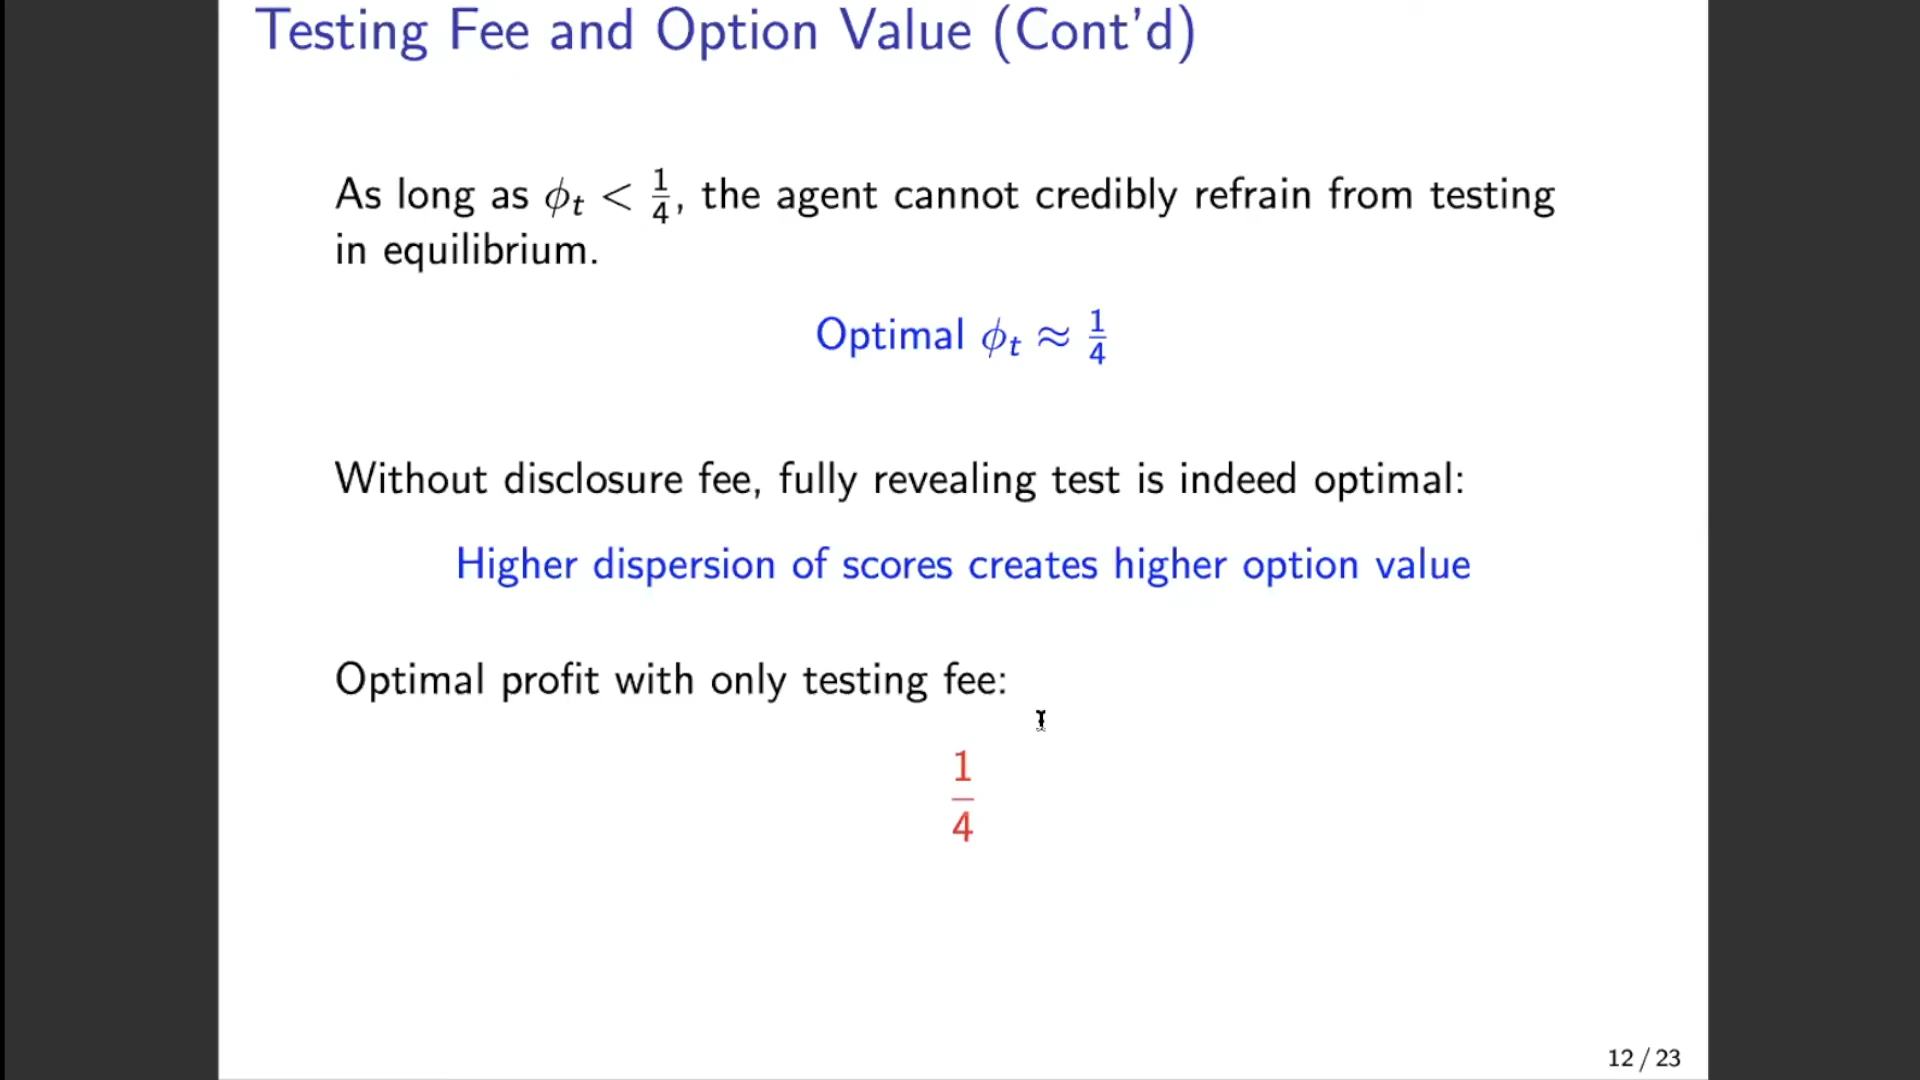 Testing Fee and Option Value (Cont'd)
As long as ϕt < 1/4, the agent cannot credibly refrain from testing
in equilibrium.
Optimal ϕt ≈ 1/4
Without disclosure fee, fully revealing test is indeed optimal:
Higher dispersion of scores creates higher option value
Optimal profit with only testing fee:
1/4
12 / 23